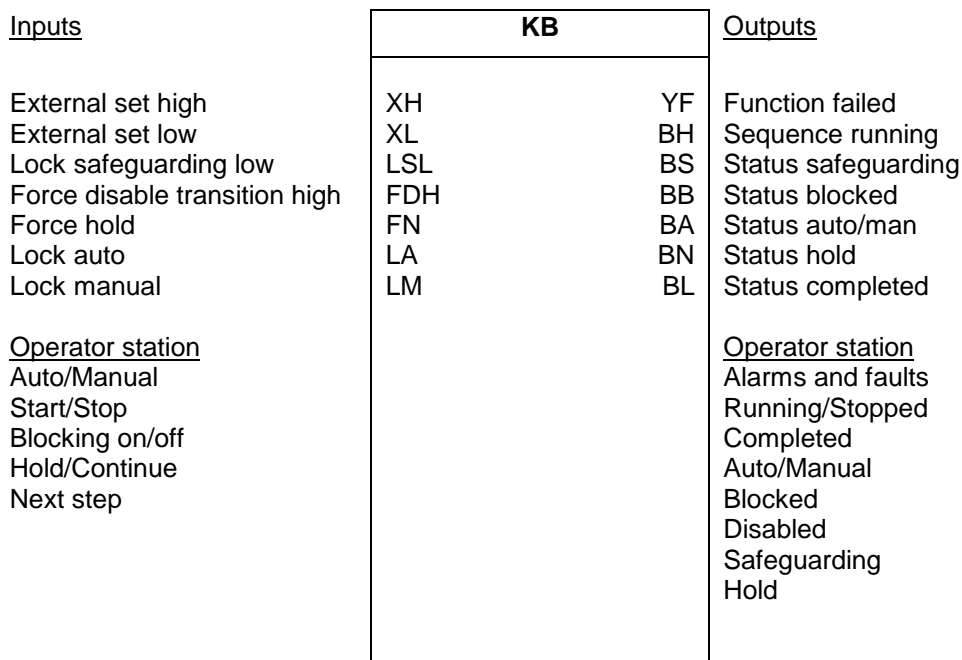 Inputs KB Outputs
External set high XH YF Function failed
External set low XL BH Sequence running
Lock safeguarding low LSL BS Status safeguarding
Force disable transition high FDH BB Status blocked
Force hold FN BA Status auto/man
Lock auto LA BN Status hold
Lock manual LM BL Status completed
Operator station Operator station
Auto/Manual Alarms and faults
Start/Stop Running/Stopped
Blocking on/off Completed
Hold/Continue Auto/Manual
Next step Blocked
Disabled
Safeguarding
Hold